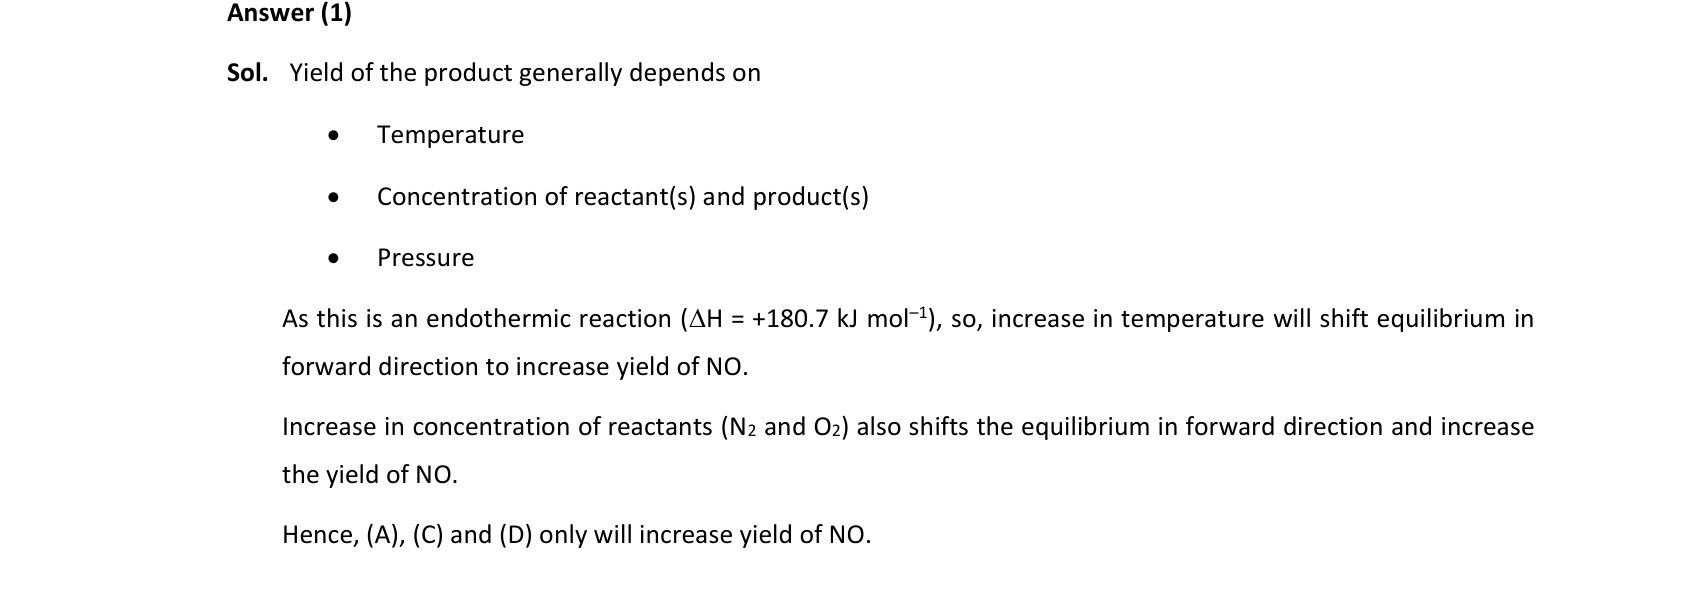 Answer (1)
Sol. Yield of the product generally depends on
• Temperature
• Concentration of reactant(s) and product(s)
• Pressure
As this is an endothermic reaction (ΔH = +180.7 kJ mol⁻¹), so, increase in temperature will shift equilibrium in
forward direction to increase yield of NO.
Increase in concentration of reactants (N₂ and O₂) also shifts the equilibrium in forward direction and increase
the yield of NO.
Hence, (A), (C) and (D) only will increase yield of NO.